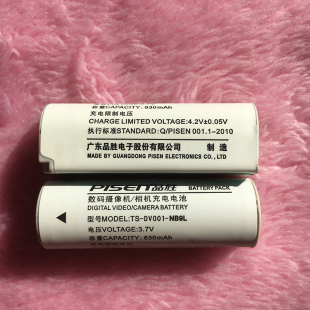 容量CAPACITY: 630mAh
充电限制电压
CHARGE LIMITED VOLTAGE:4.2V±0.05V
执行标准STANDARD:Q/PISEN 001.1-2010
广东品胜电子股份有限公司 制造
MADE BY GUANGDONG PISEN ELECTRONICS CO., LTD.
PISEN品胜 BATTERY PACK
数码摄像机/相机充电电池
DIGITAL VIDEO/CAMERA BATTERY
型号MODEL:TS-DV001-NB9L
电压VOLTAGE:3.7V
容量CAPACITY: 630mAh